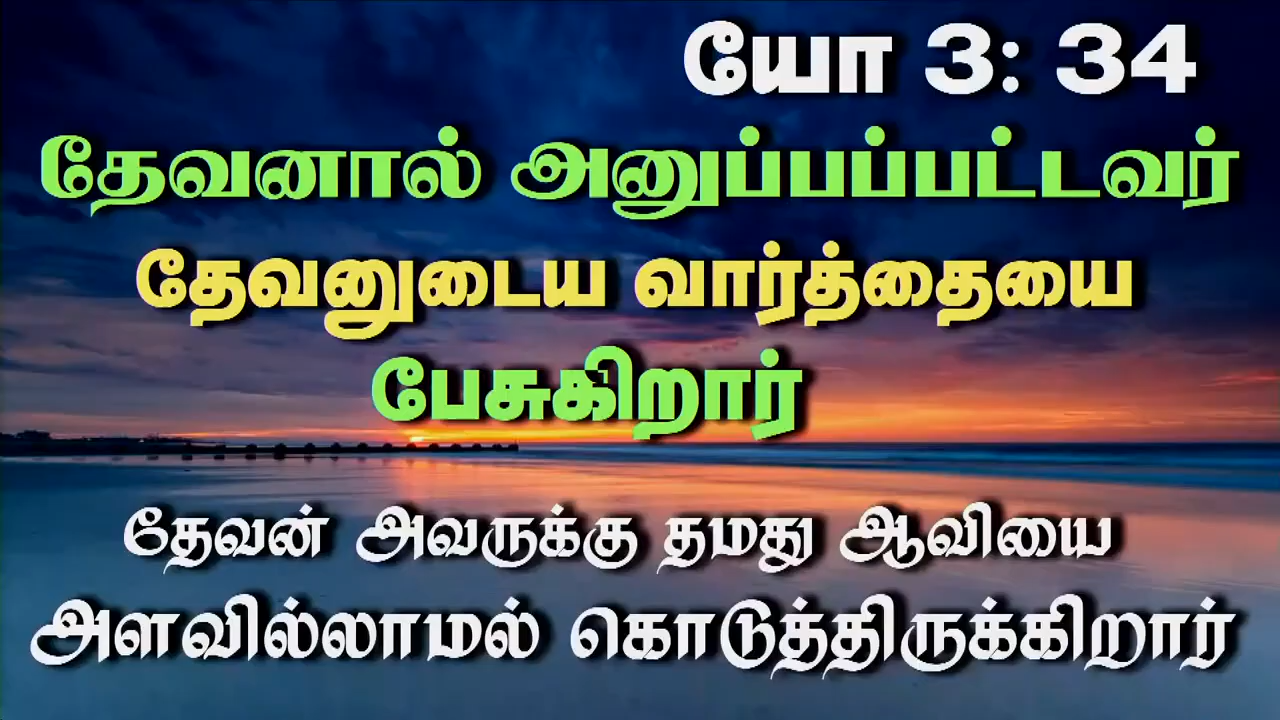 யோ 3: 34
தேவனால் அனுப்பப்பட்டவர்
தேவனுடைய வார்த்தையை
பேசுகிறார்
தேவன் அவருக்கு தமது ஆவியை
அளவில்லாமல் கொடுத்திருக்கிறார்